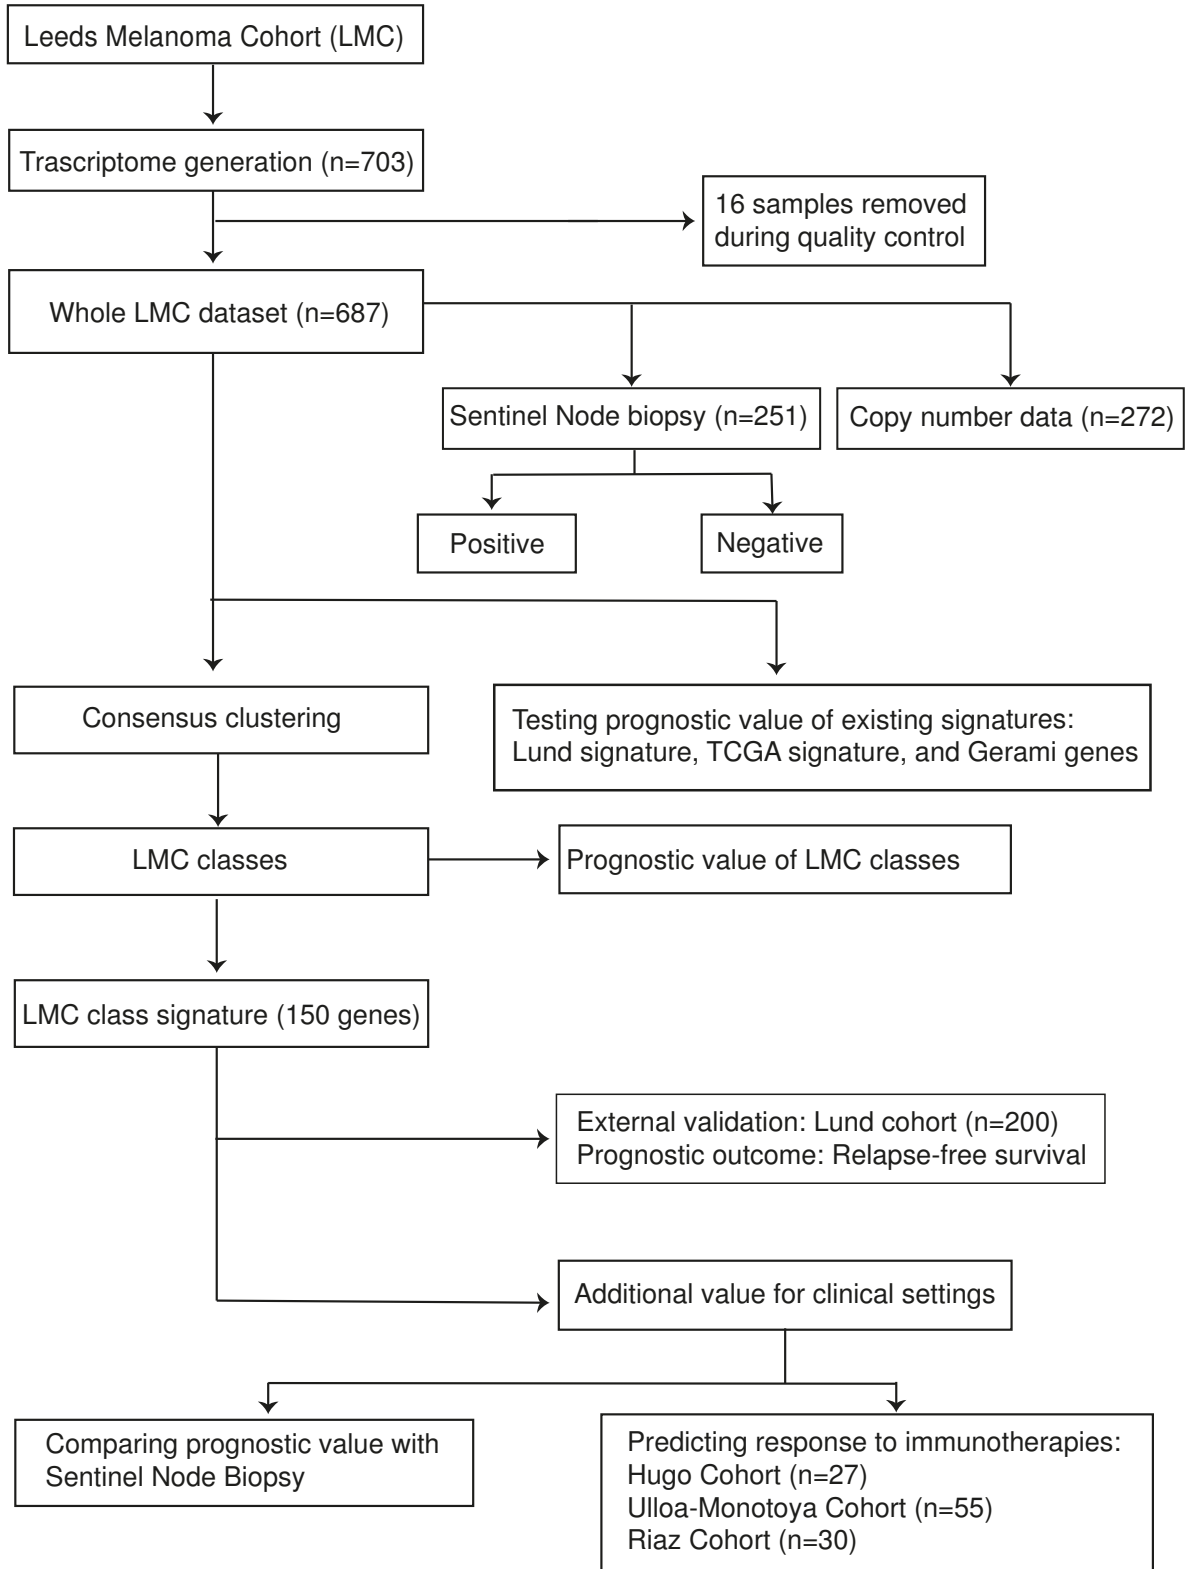 Leeds Melanoma Cohort (LMC)
Trascriptome generation (n=703)
16 samples removed
during quality control
Whole LMC dataset (n=687)
Sentinel Node biopsy (n=251)
Copy number data (n=272)
Positive
Negative
Consensus clustering
Testing prognostic value of existing signatures:
Lund signature, TCGA signature, and Gerami genes
LMC classes
Prognostic value of LMC classes
LMC class signature (150 genes)
External validation: Lund cohort (n=200)
Prognostic outcome: Relapse-free survival
Additional value for clinical settings
Comparing prognostic value with
Sentinel Node Biopsy
Predicting response to immunotherapies:
Hugo Cohort (n=27)
Ulloa-Monotoya Cohort (n=55)
Riaz Cohort (n=30)